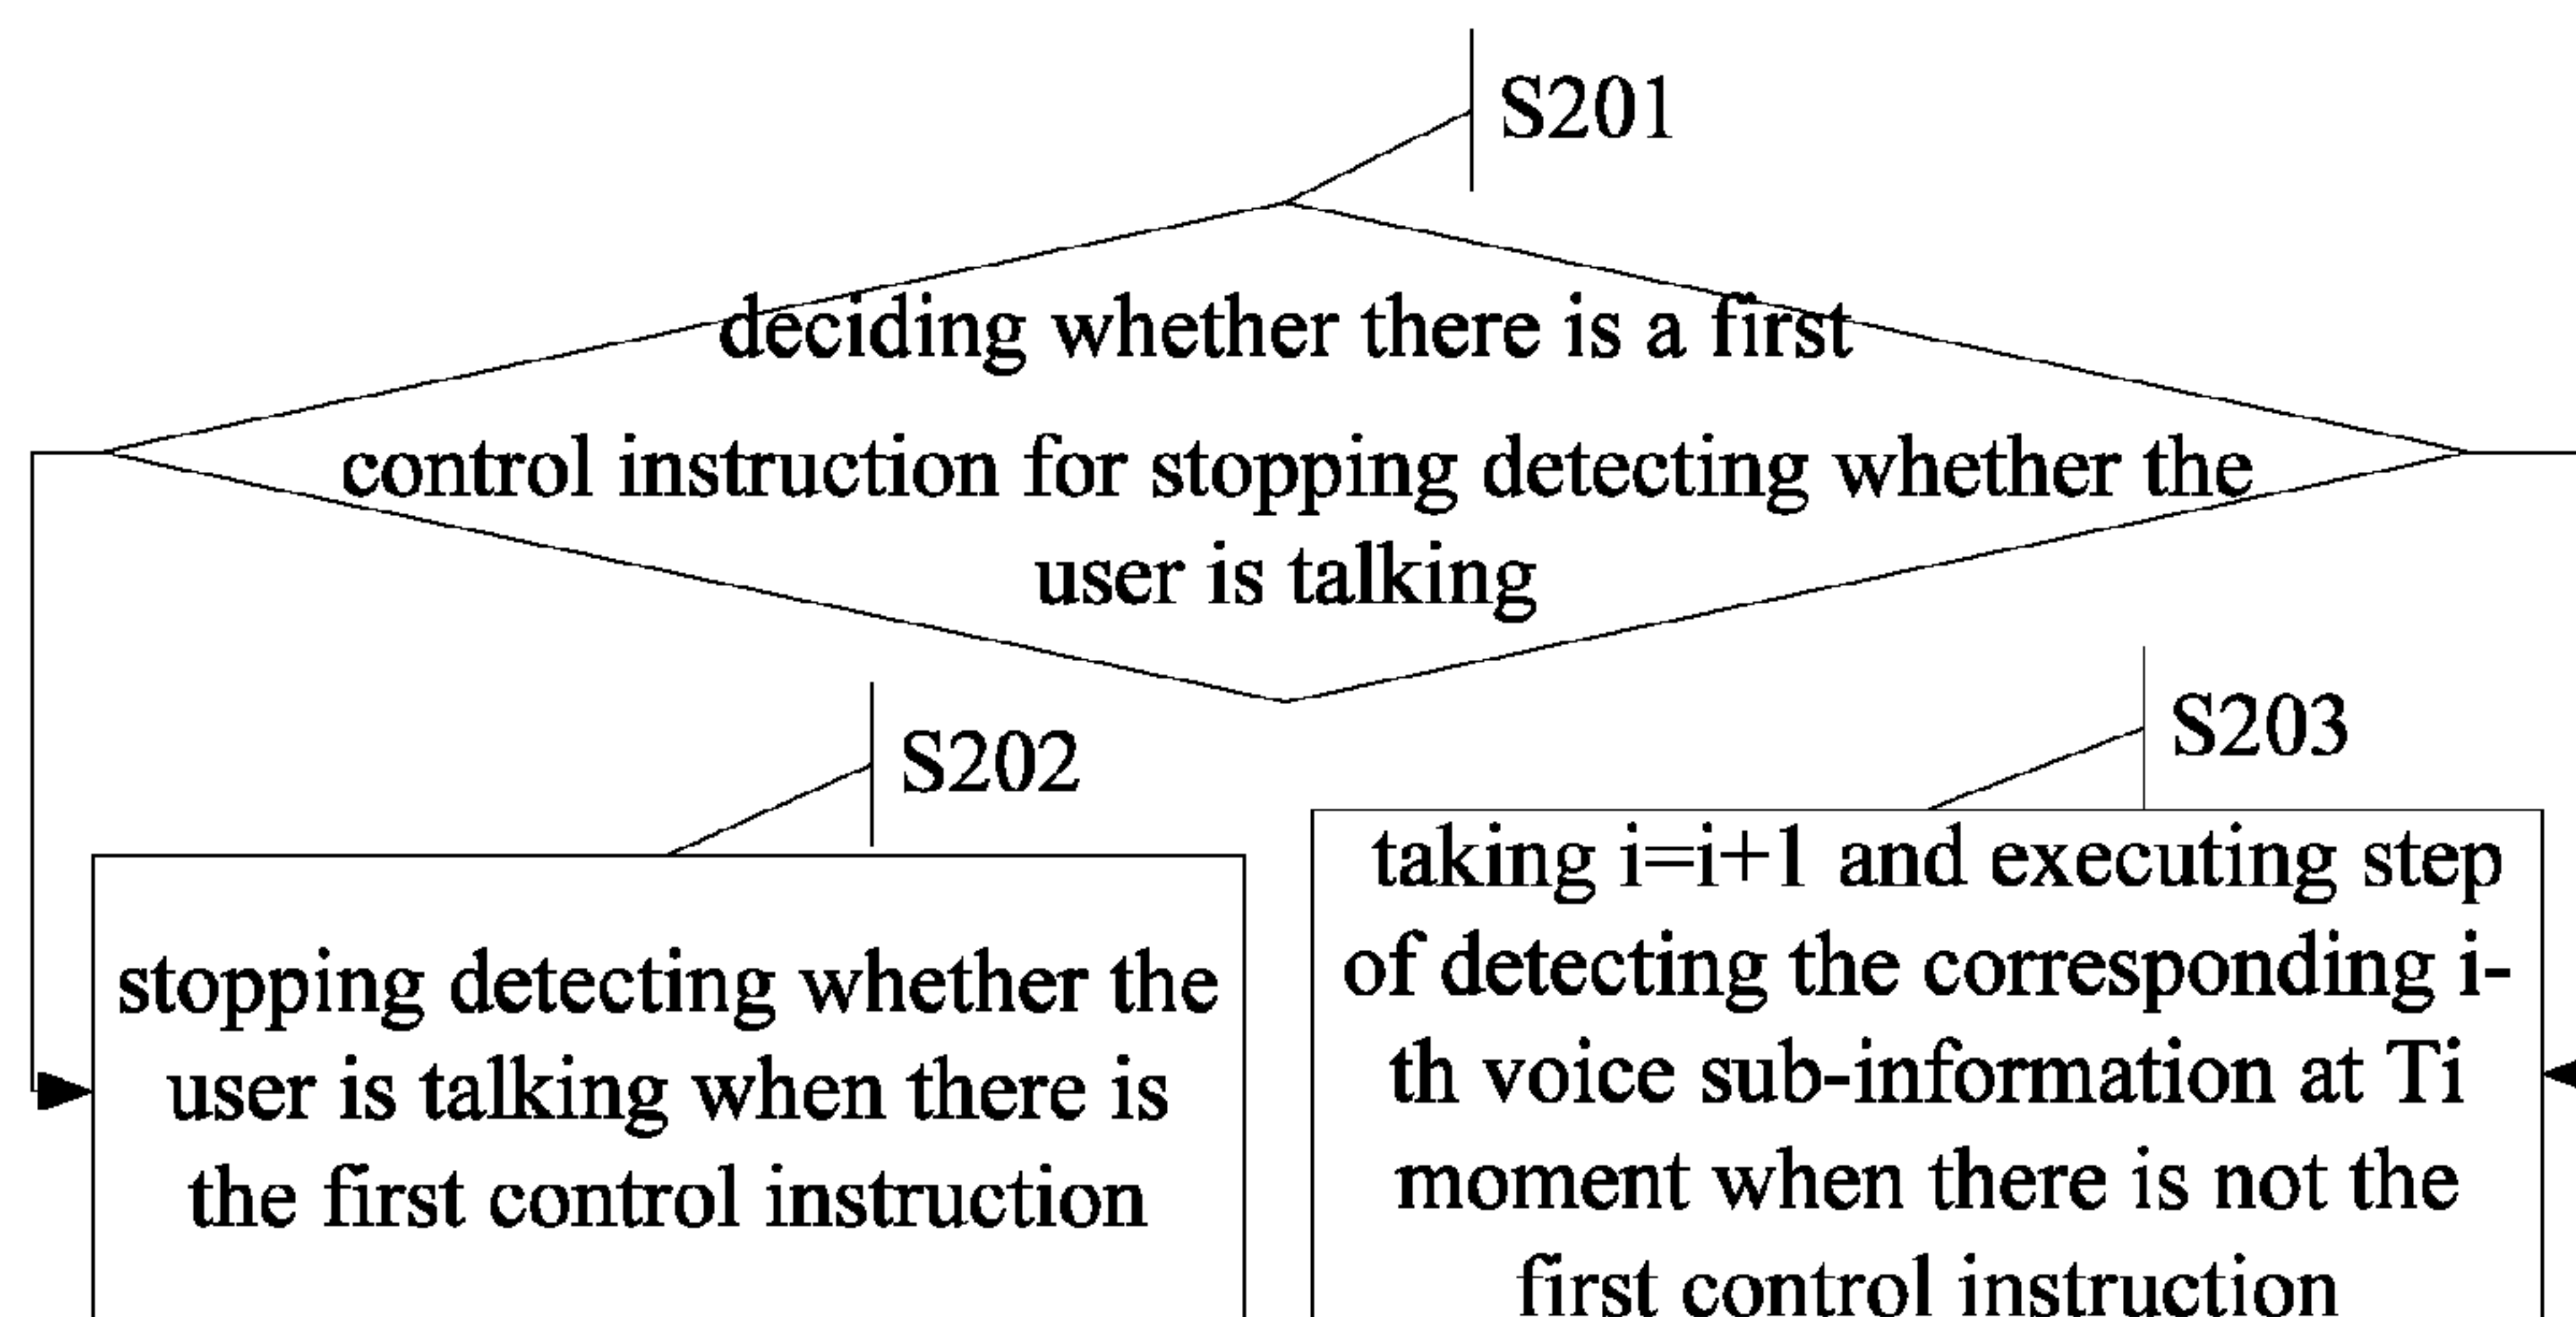 S201
deciding whether there is a first
control instruction for stopping detecting whether the
user is talking
S202
stopping detecting whether the
user is talking when there is
the first control instruction
S203
taking i=i+1 and executing step
of detecting the corresponding i-
th voice sub-information at Ti
moment when there is not the
first control instruction